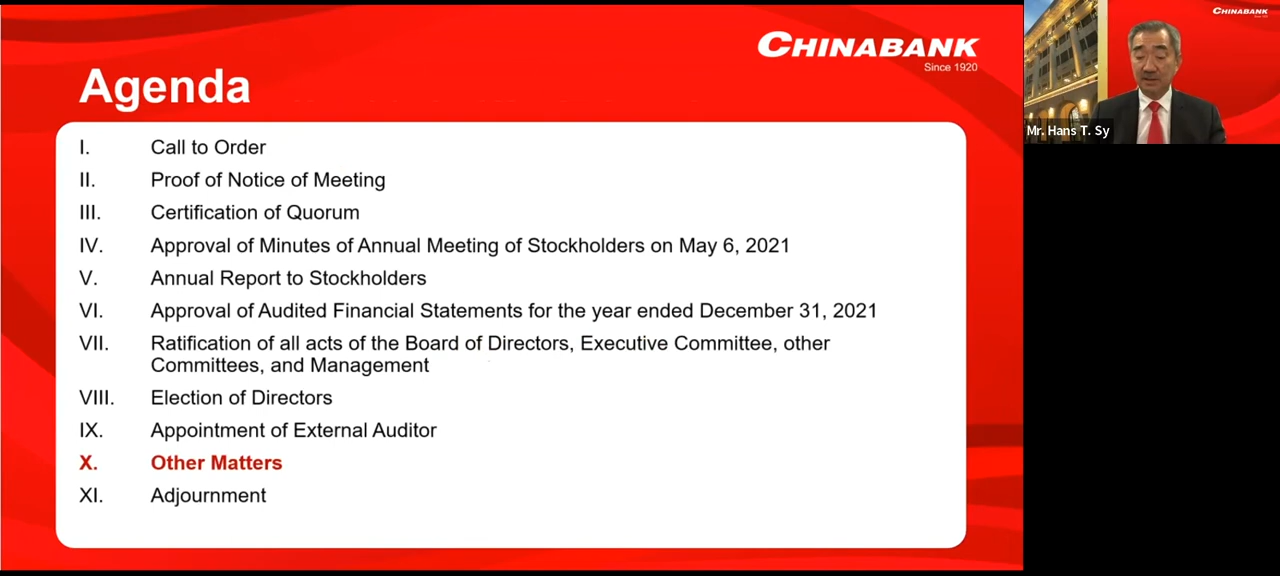 CHINABANK
Since 1920
Agenda
I. Call to Order
II. Proof of Notice of Meeting
III. Certification of Quorum
IV. Approval of Minutes of Annual Meeting of Stockholders on May 6, 2021
V. Annual Report to Stockholders
VI. Approval of Audited Financial Statements for the year ended December 31, 2021
VII. Ratification of all acts of the Board of Directors, Executive Committee, other
Committees, and Management
VIII. Election of Directors
IX. Appointment of External Auditor
X. Other Matters
XI. Adjournment
CHINABANK
Mr. Hans T. Sy